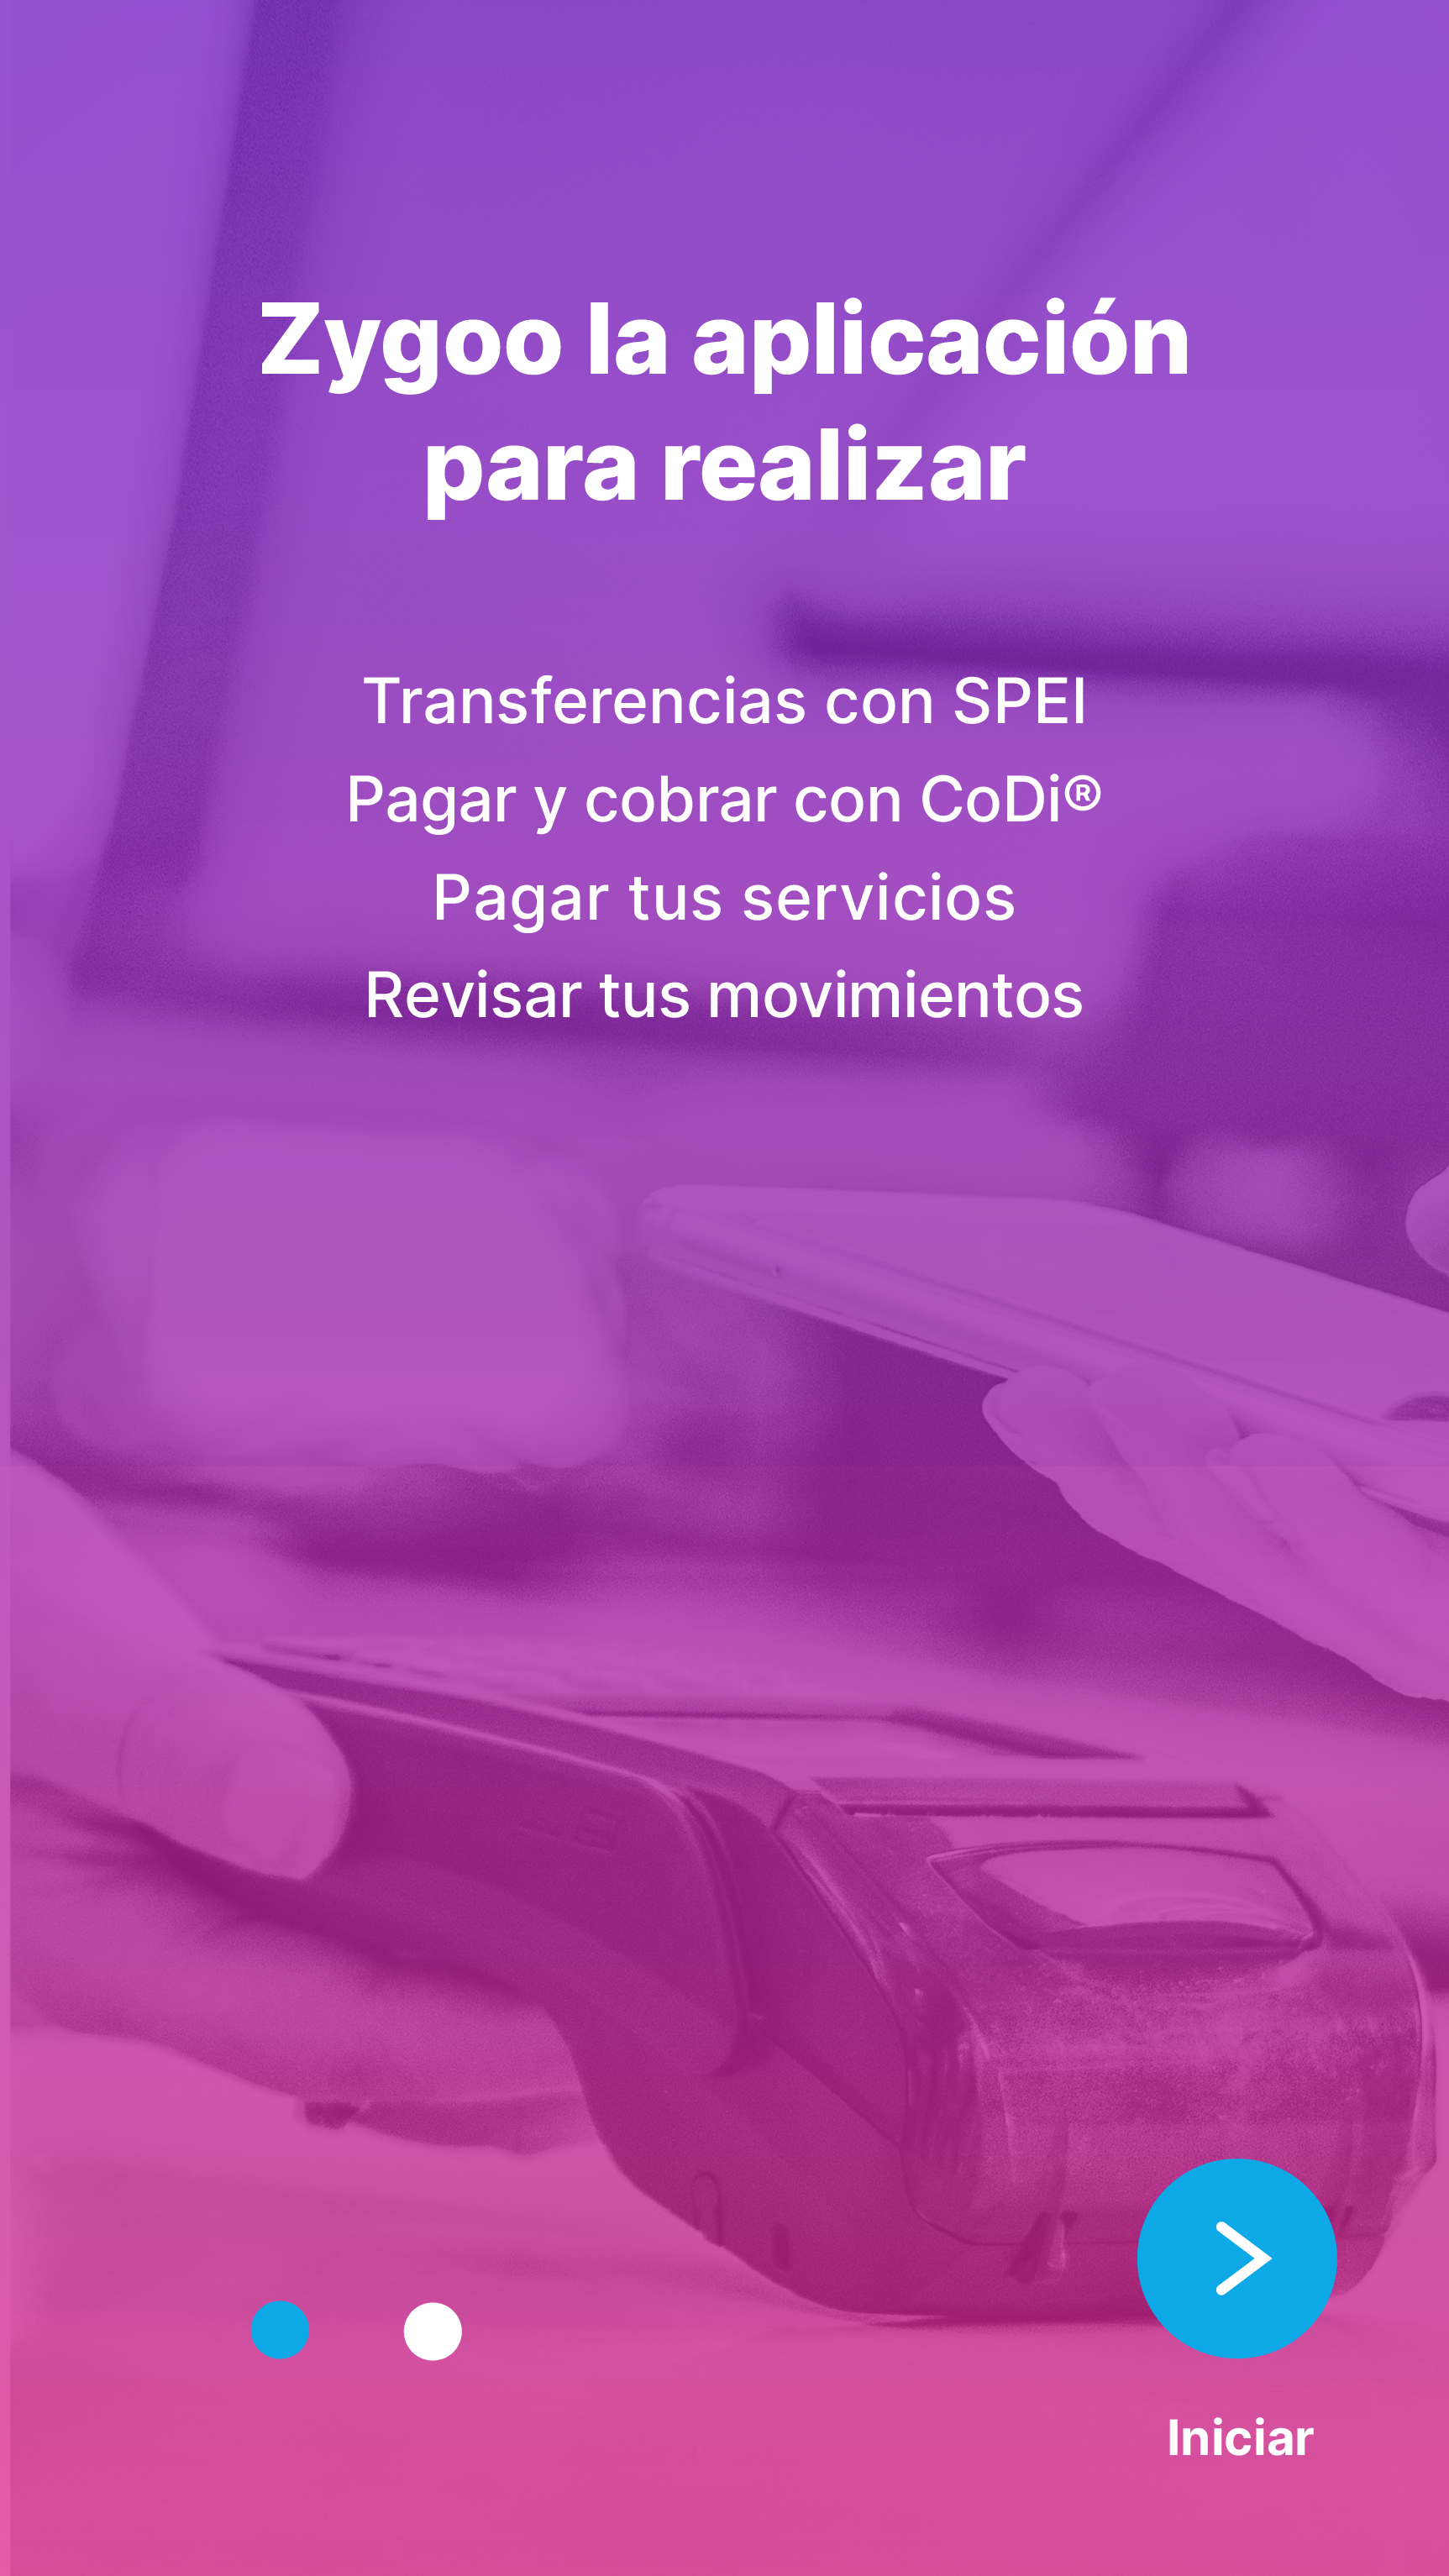 Zygoo la aplicación
para realizar
Transferencias con SPEI
Pagar y cobrar con CoDi®
Pagar tus servicios
Revisar tus movimientos
Iniciar